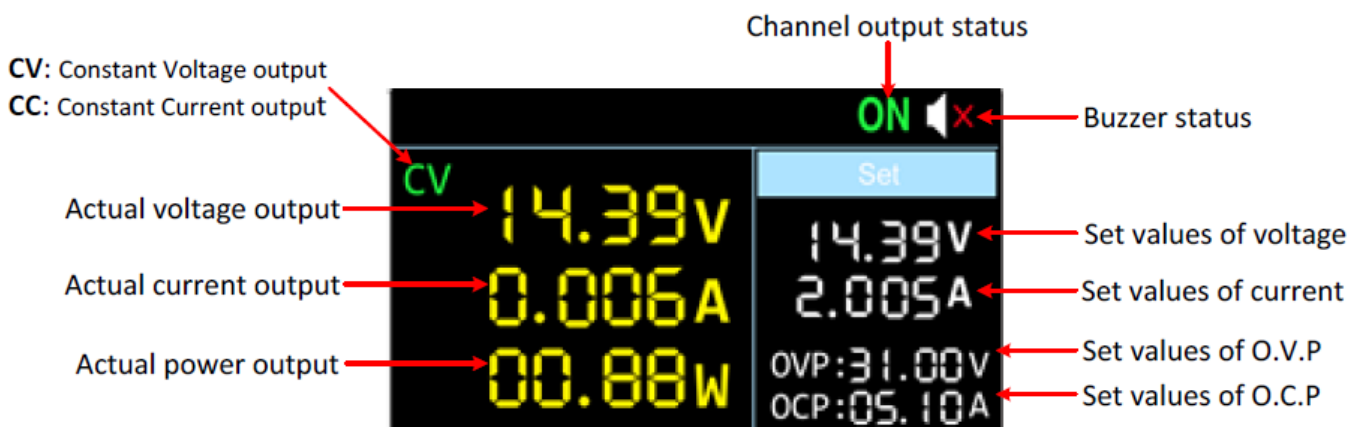 Channel output status
CV: Constant Voltage output
CC: Constant Current output
ON
Buzzer status
CV
Set
Actual voltage output
14.39V
14.39V
Set values of voltage
Actual current output
0.006A
2.005A
Set values of current
Actual power output
00.88W
OVP:31.00V
Set values of O.V.P
OCP:05.10A
Set values of O.C.P